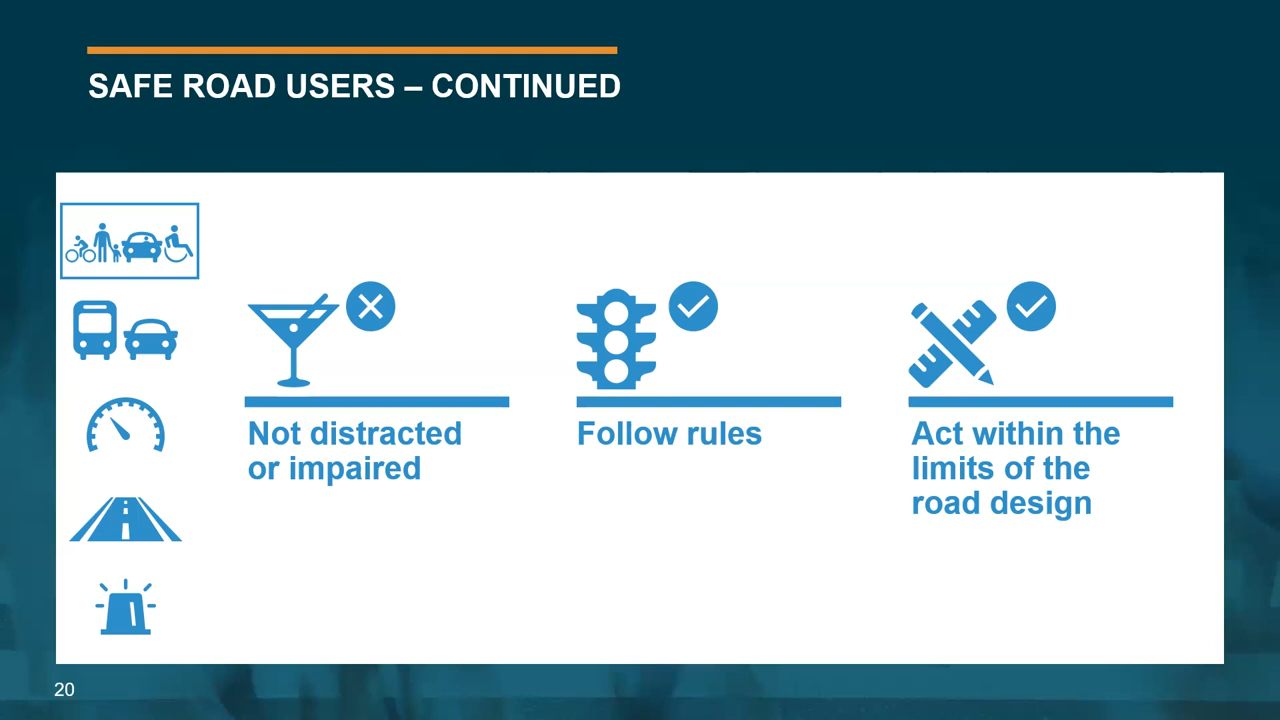 SAFE ROAD USERS – CONTINUED
Not distracted
or impaired
Follow rules
Act within the
limits of the
road design
20